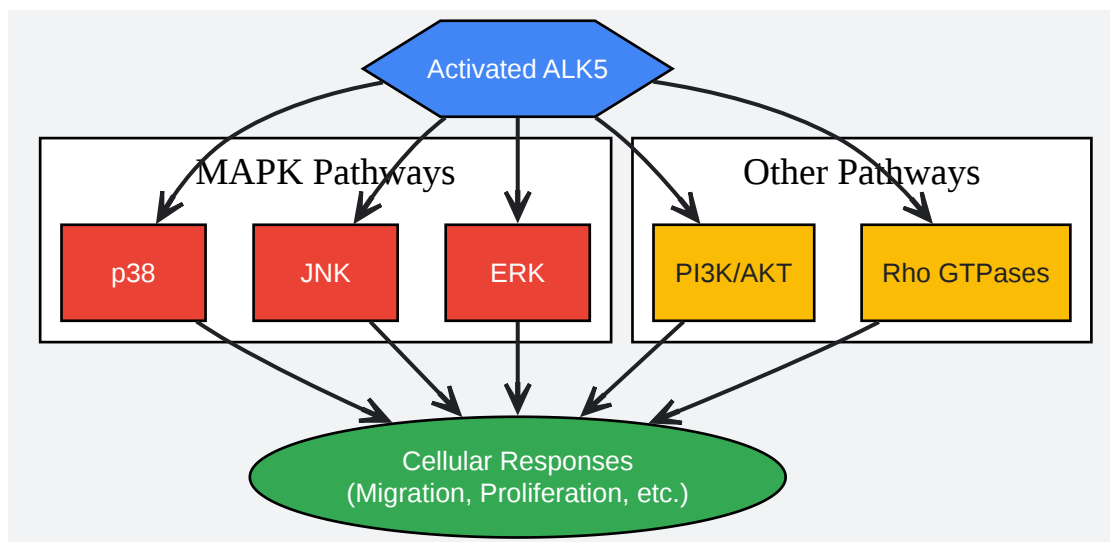 Activated ALK5
MAPK Pathways
Other Pathways
p38
JNK
ERK
PI3K/AKT
Rho GTPases
Cellular Responses
(Migration, Proliferation, etc.)